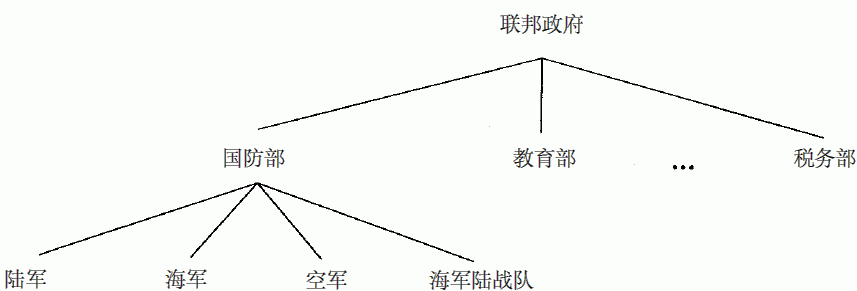 联邦政府
国防部 教育部 … 税务部
陆军 海军 空军 海军陆战队